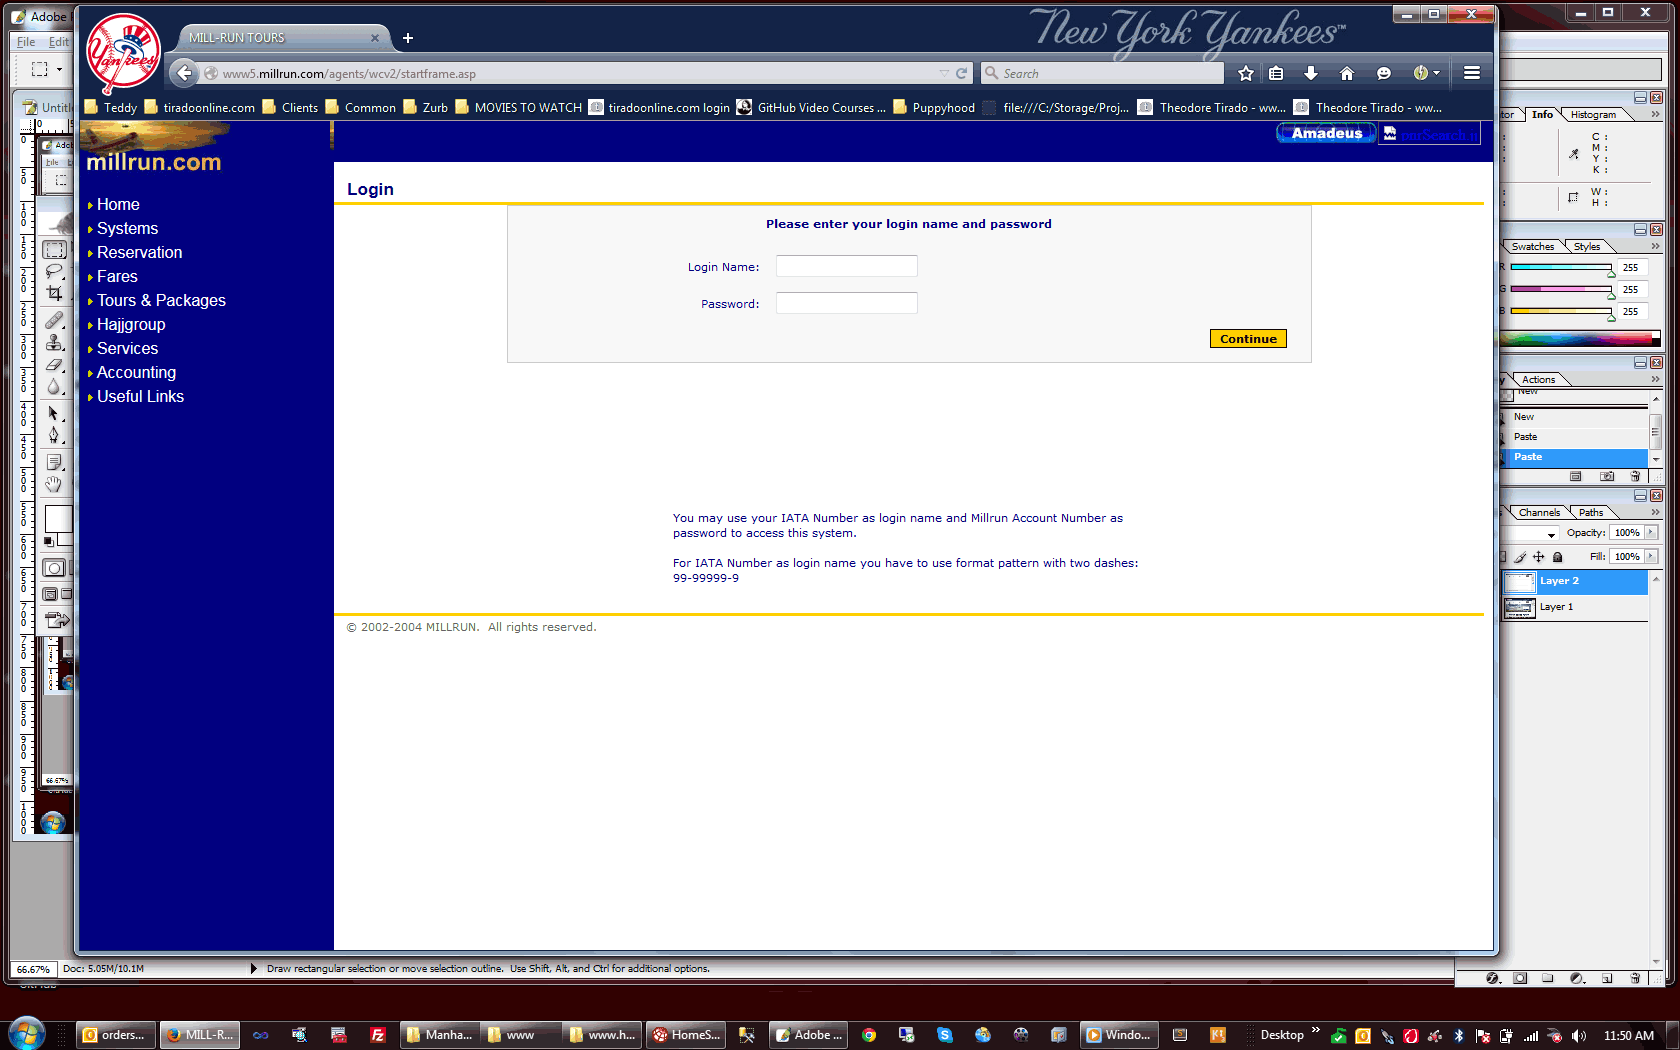 Adobe
File Edit
Yankees
MILL-RUN TOURS
New York Yankees™
www5.millrun.com/agents/wcv2/startframe.asp
Search
Teddy
tiradoonline.com
Clients
Common
Zurb
MOVIES TO WATCH
tiradoonline.com login
GitHub Video Courses ...
Puppyhood
file:///C:/Storage/Proj...
Theodore Tirado - ww...
Theodore Tirado - ww...
millrun.com
Amadeus
Home
Systems
Reservation
Fares
Tours & Packages
Hajjgroup
Services
Accounting
Useful Links
Login
Please enter your login name and password
Login Name:
Password:
Continue
You may use your IATA Number as login name and Millrun Account Number as
password to access this system.
For IATA Number as login name you have to use format pattern with two dashes:
99-99999-9
© 2002-2004 MILLRUN. All rights reserved.
Info
Histogram
C :
M :
Y :
K :
W :
H :
Swatches
Styles
R 255
G 255
B 255
Actions
New
New
Paste
Paste
Channels
Paths
Opacity: 100%
Fill: 100%
Layer 2
Layer 1
66.67%
Doc: 5.05M/10.1M
Draw rectangular selection or move selection outline. Use Shift, Alt, and Ctrl for additional options.
orders...
MILL-R...
Manha...
www
www.h...
HomeS...
Adobe ...
Windo...
Desktop
11:50 AM